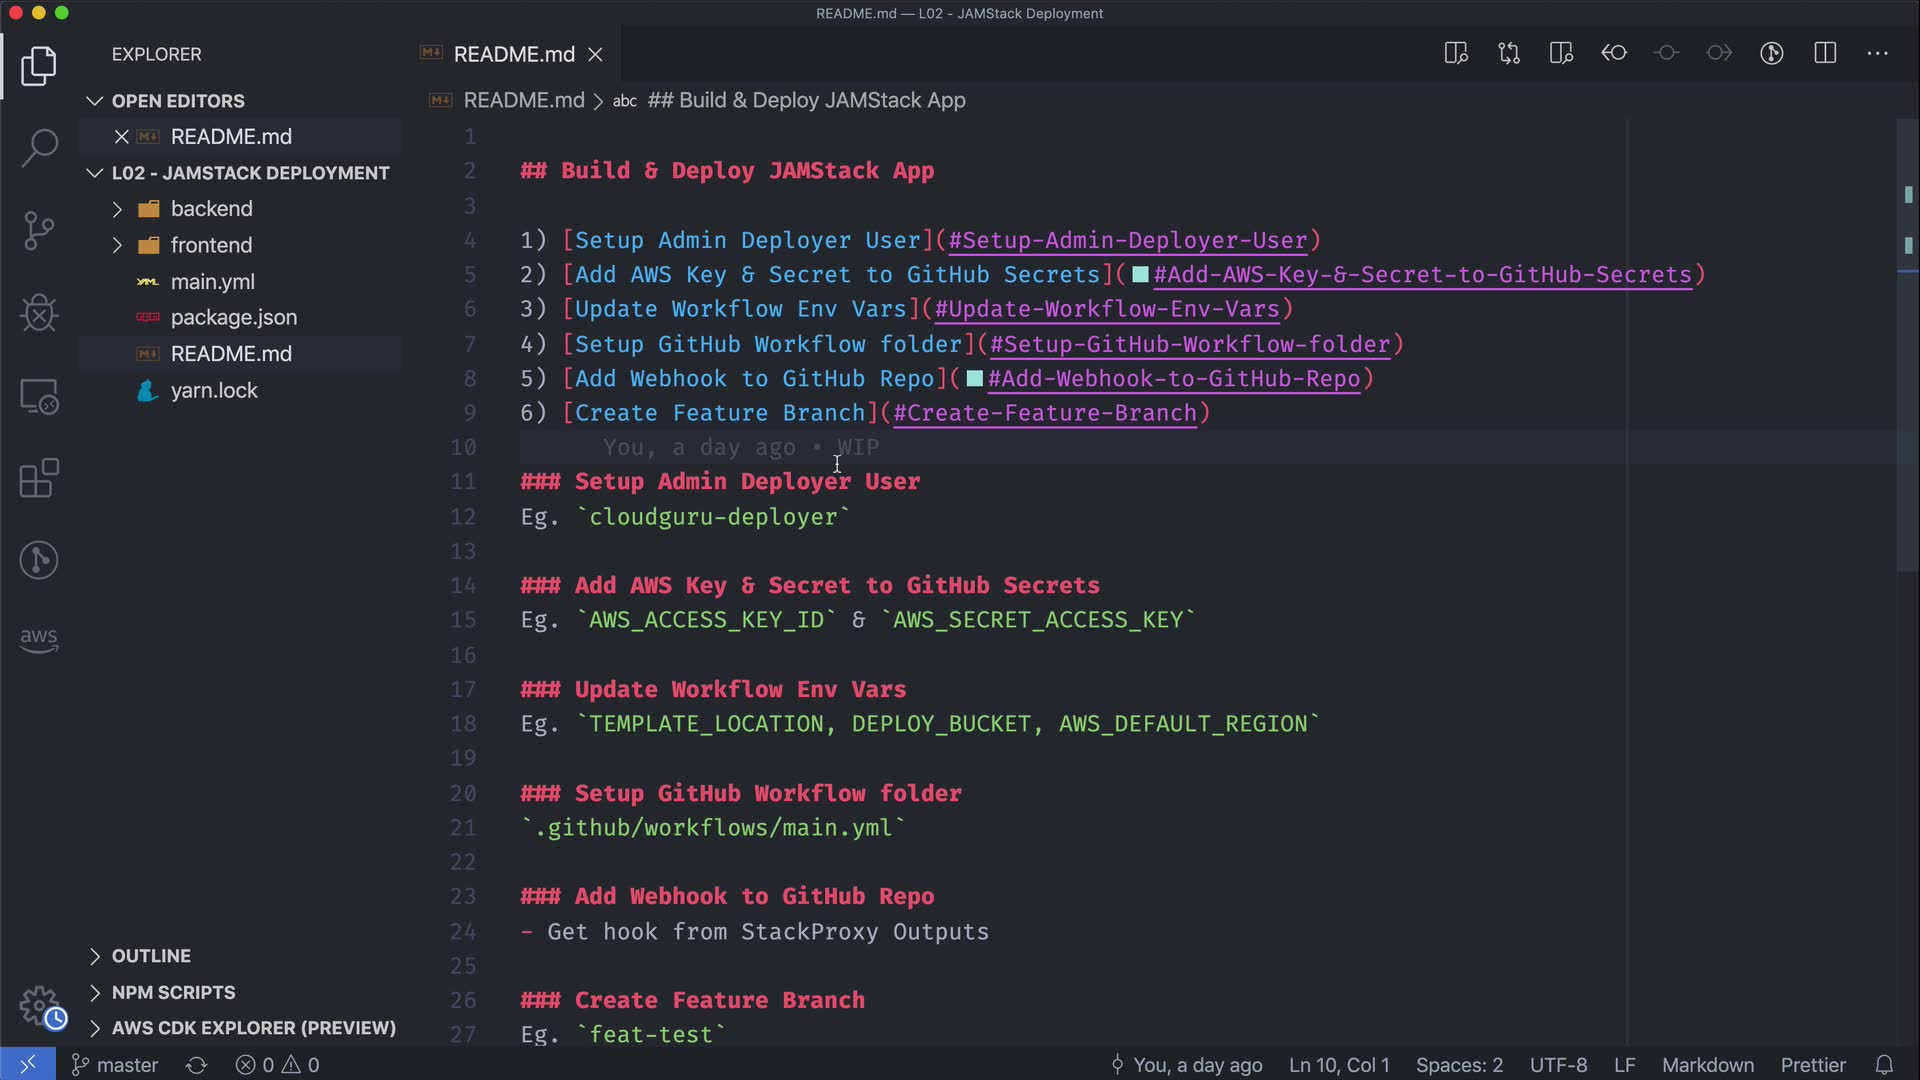 README.md — L02 - JAMStack Deployment
EXPLORER
README.md
OPEN EDITORS
README.md
README.md > abc ## Build & Deploy JAMStack App
L02 - JAMSTACK DEPLOYMENT
backend
frontend
main.yml
package.json
README.md
yarn.lock
1
2 ## Build & Deploy JAMStack App
3
4 1) [Setup Admin Deployer User](#Setup-Admin-Deployer-User)
5 2) [Add AWS Key & Secret to GitHub Secrets](#Add-AWS-Key-&-Secret-to-GitHub-Secrets)
6 3) [Update Workflow Env Vars](#Update-Workflow-Env-Vars)
7 4) [Setup GitHub Workflow folder](#Setup-GitHub-Workflow-folder)
8 5) [Add Webhook to GitHub Repo](#Add-Webhook-to-GitHub-Repo)
9 6) [Create Feature Branch](#Create-Feature-Branch)
10 You, a day ago • WIP
11 ### Setup Admin Deployer User
12 Eg. `cloudguru-deployer`
13
14 ### Add AWS Key & Secret to GitHub Secrets
15 Eg. `AWS_ACCESS_KEY_ID` & `AWS_SECRET_ACCESS_KEY`
16
17 ### Update Workflow Env Vars
18 Eg. `TEMPLATE_LOCATION, DEPLOY_BUCKET, AWS_DEFAULT_REGION`
19
20 ### Setup GitHub Workflow folder
21 `.github/workflows/main.yml`
22
23 ### Add Webhook to GitHub Repo
24 - Get hook from StackProxy Outputs
25
26 ### Create Feature Branch
27 Eg. `feat-test`
aws
OUTLINE
NPM SCRIPTS
AWS CDK EXPLORER (PREVIEW)
master 0 0 You, a day ago Ln 10, Col 1 Spaces: 2 UTF-8 LF Markdown Prettier